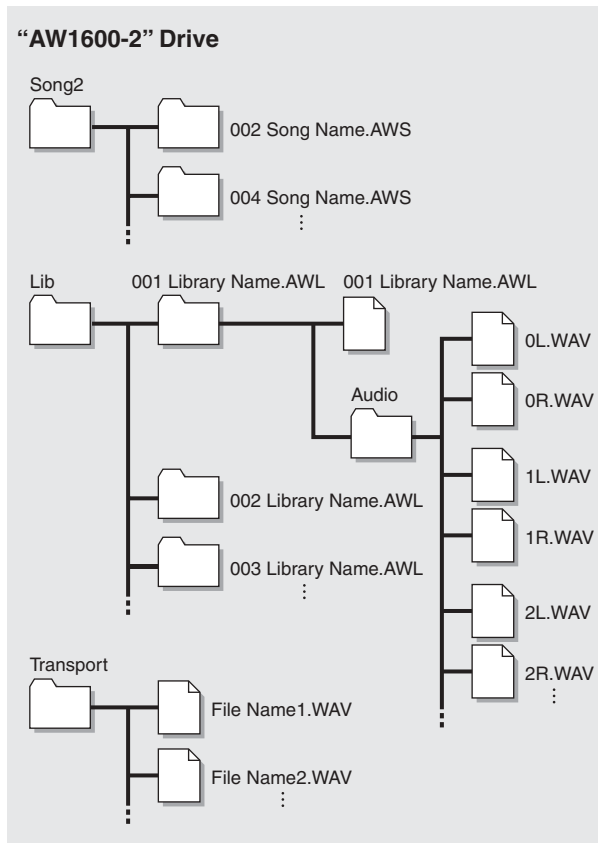 “AW1600-2” Drive
Song2
002 Song Name.AWS
004 Song Name.AWS
Lib
001 Library Name.AWL
001 Library Name.AWL
0L.WAV
0R.WAV
Audio
1L.WAV
1R.WAV
002 Library Name.AWL
003 Library Name.AWL
2L.WAV
2R.WAV
Transport
File Name1.WAV
File Name2.WAV